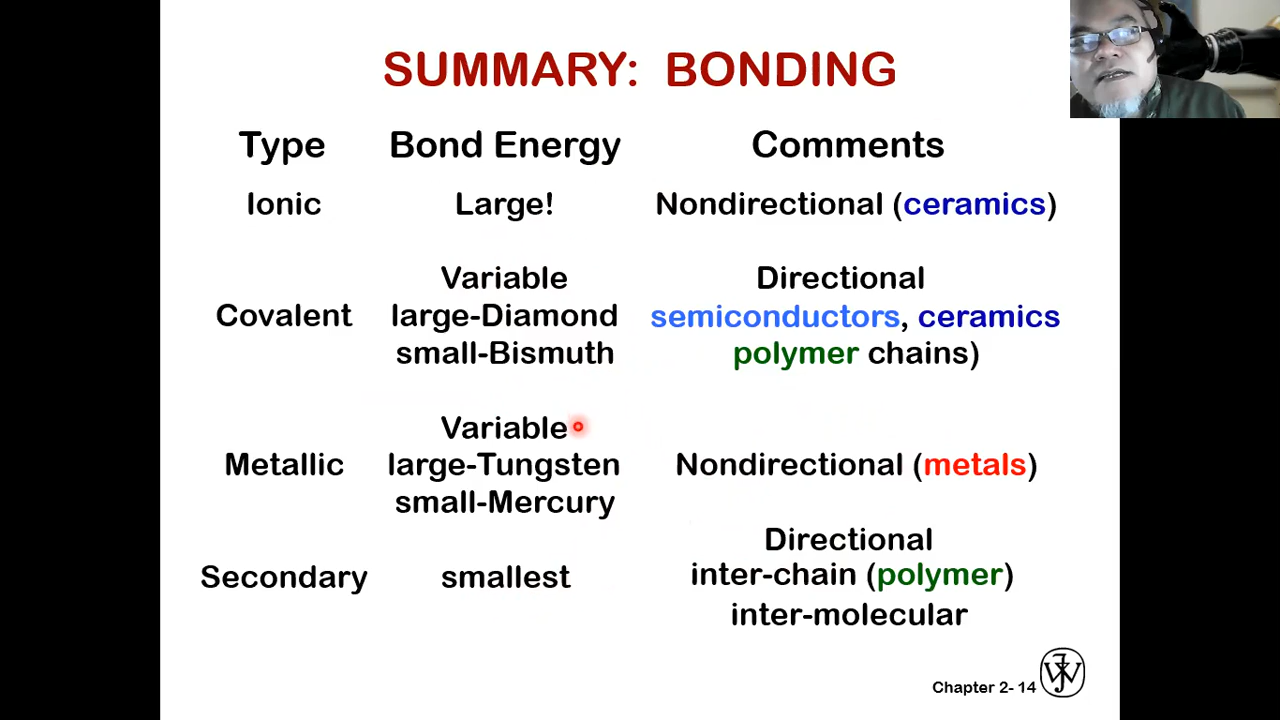 SUMMARY: BONDING
Type Bond Energy Comments
Ionic Large! Nondirectional (ceramics)
Variable Directional
Covalent large-Diamond semiconductors, ceramics
small-Bismuth polymer chains)
Variable
Metallic large-Tungsten Nondirectional (metals)
small-Mercury
Directional
Secondary smallest inter-chain (polymer)
inter-molecular
Chapter 2- 14